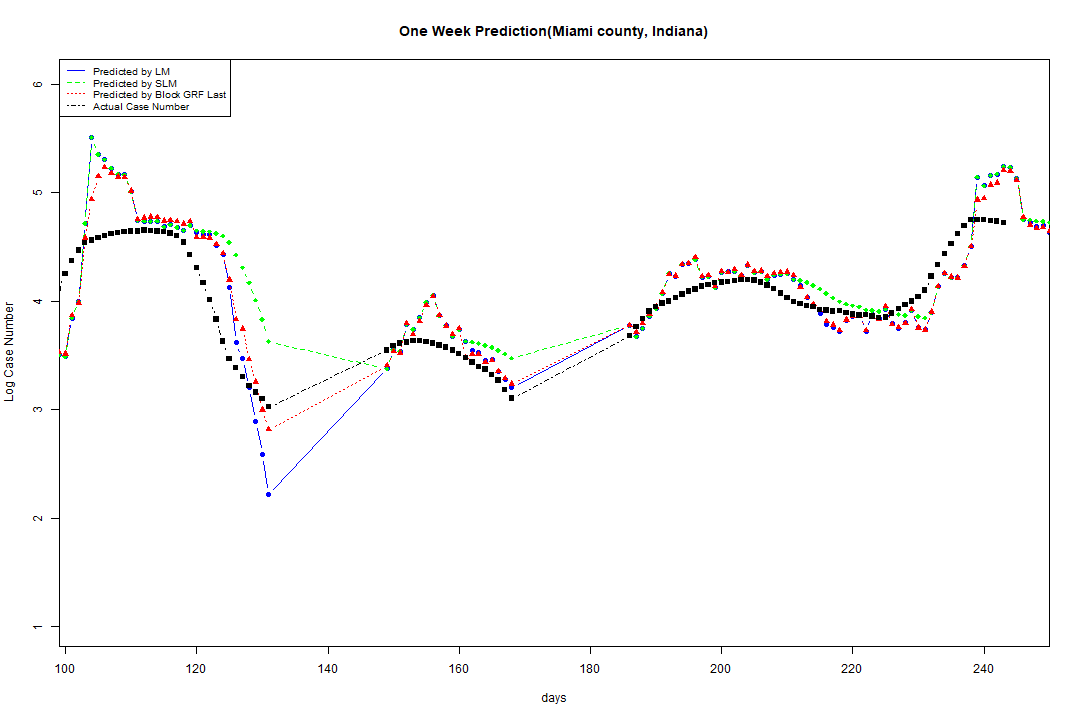 One Week Prediction(Miami county, Indiana)
Predicted by LM
Predicted by SLM
Predicted by Block GRF Last
Actual Case Number
6
5
4
3
2
1
Log Case Number
100 120 140 160 180 200 220 240
days